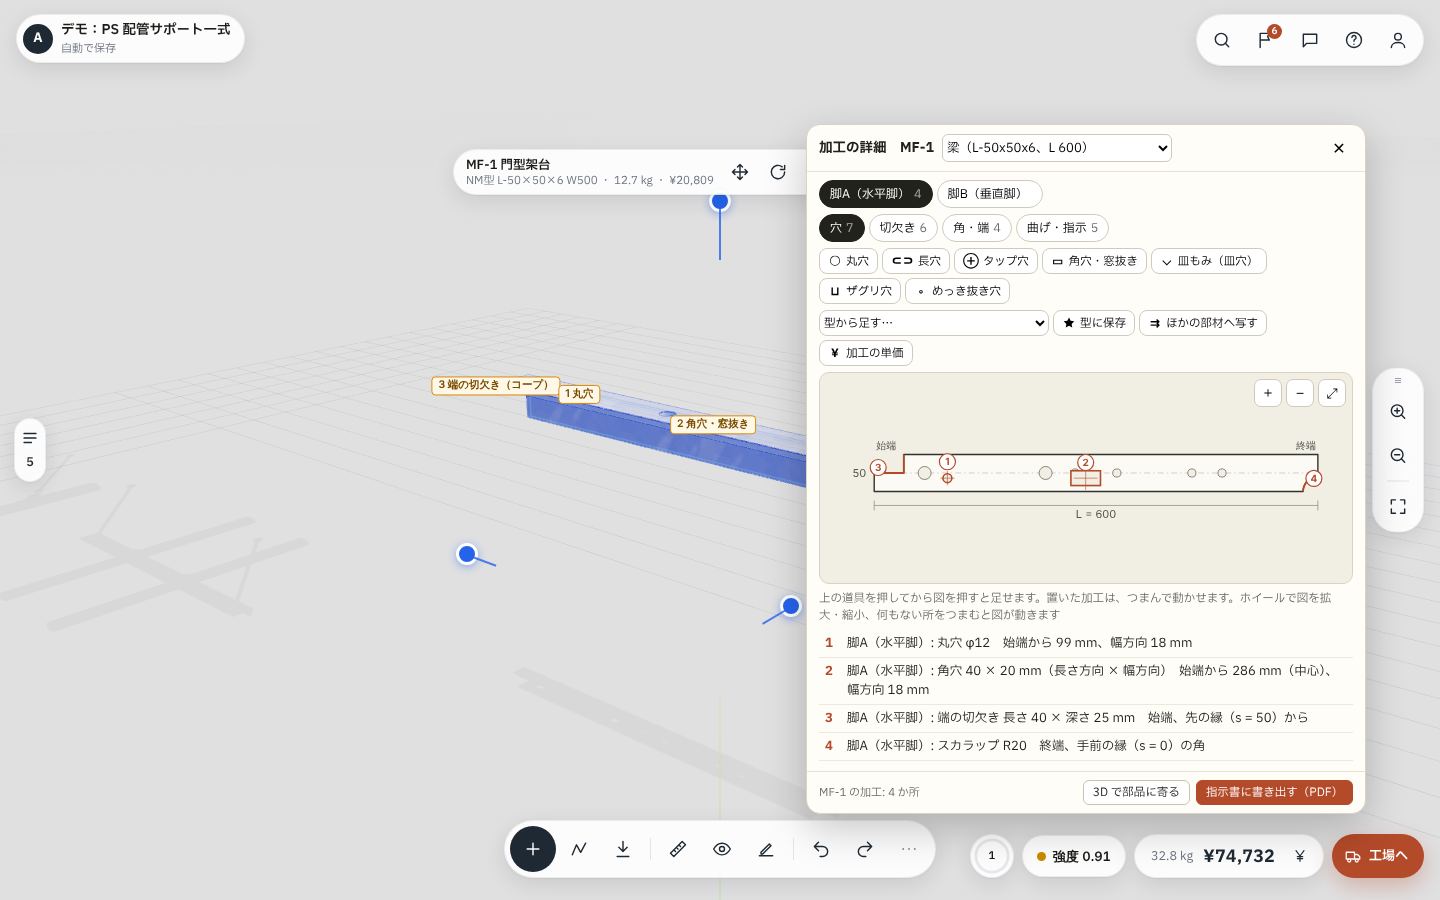 A
デモ：PS 配管サポート一式
自動で保存
6
MF-1 門型架台
NM型 L-50×50×6 W500 ・ 12.7 kg ・ ¥20,809
加工の詳細 MF-1
梁（L-50x50x6、L 600）
脚A（水平脚） 4
脚B（垂直脚）
穴 7
切欠き 6
角・端 4
曲げ・指示 5
丸穴
長穴
タップ穴
角穴・窓抜き
皿もみ（皿穴）
ザグリ穴
めっき抜き穴
型から足す…
型に保存
ほかの部材へ写す
¥ 加工の単価
3 端の切欠き（コープ）
1 丸穴
2 角穴・窓抜き
5
始端
終端
50
3
1
2
4
L = 600
上の道具を押してから図を押すと足せます。置いた加工は、つまんで動かせます。ホイールで図を拡
大・縮小、何もない所をつまむと図が動きます
1 脚A（水平脚）: 丸穴 φ12 始端から 99 mm、幅方向 18 mm
2 脚A（水平脚）: 角穴 40 × 20 mm（長さ方向 × 幅方向） 始端から 286 mm（中心）、
幅方向 18 mm
3 脚A（水平脚）: 端の切欠き 長さ 40 × 深さ 25 mm 始端、先の縁（s = 50）から
4 脚A（水平脚）: スカラップ R20 終端、手前の縁（s = 0）の角
MF-1 の加工: 4 か所
3D で部品に寄る
指示書に書き出す（PDF）
1
強度 0.91
32.8 kg ¥74,732 ¥
工場へ